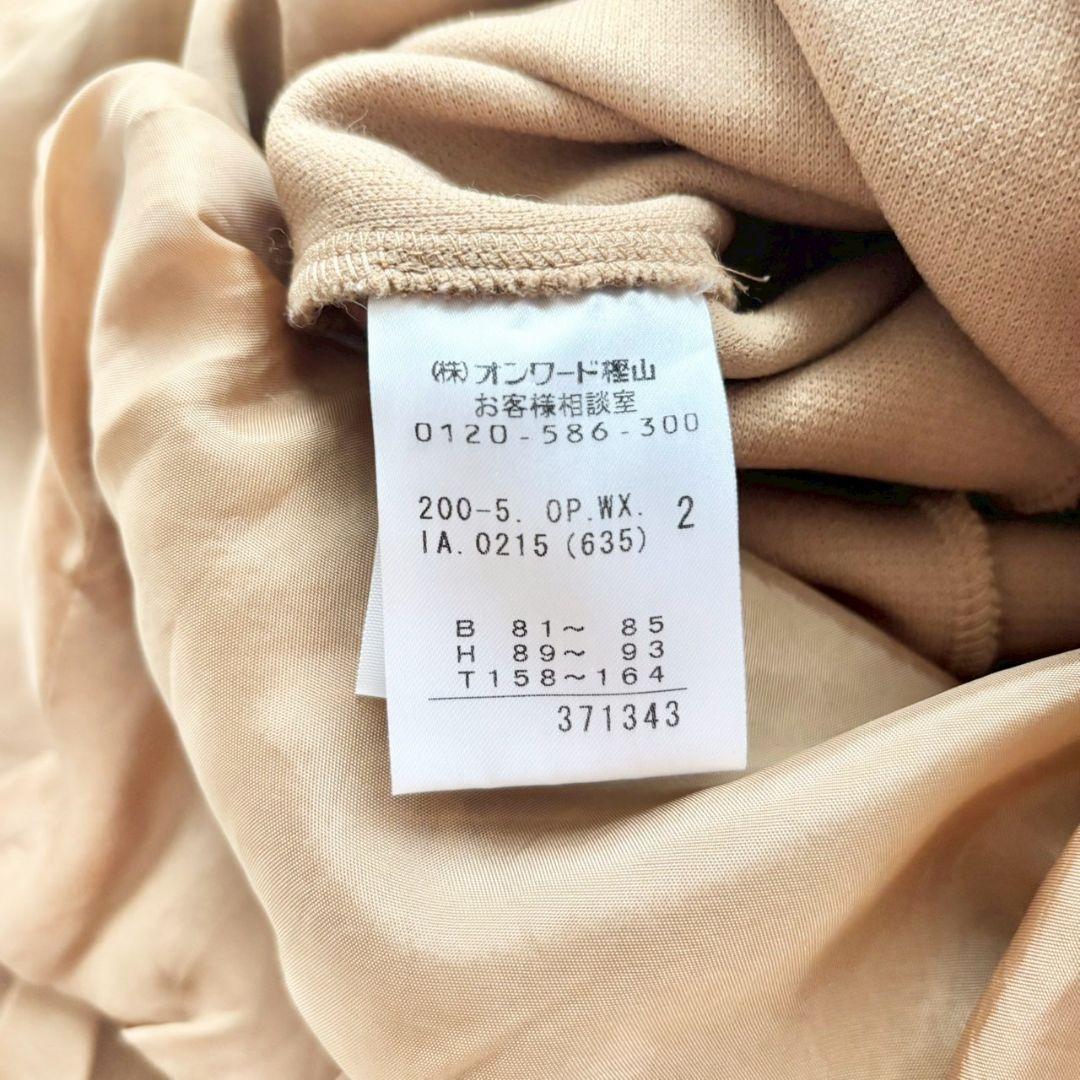 (株)オンワード樫山
お客様相談室
0120-586-300
200-5. OP.WX. 2
IA.0215(635)
B 81〜 85
H 89〜 93
T158〜164
371343